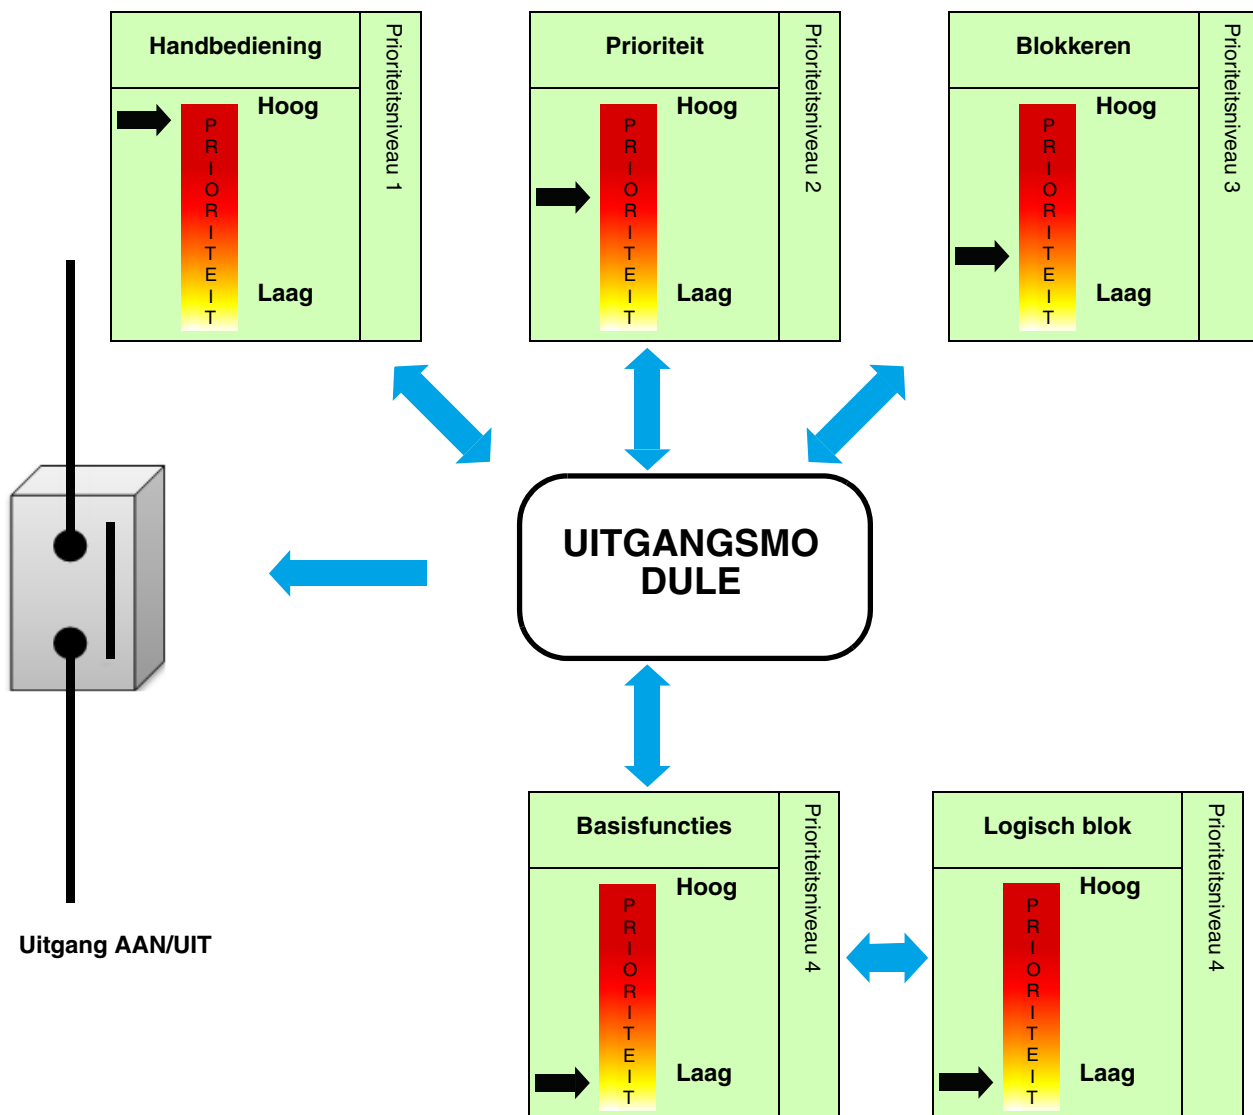 Handbediening
Prioriteitsniveau 1
Hoog
PRIORITEIT
Laag
Prioriteit
Prioriteitsniveau 2
Hoog
PRIORITEIT
Laag
Blokkeren
Prioriteitsniveau 3
Hoog
PRIORITEIT
Laag
UITGANGSMO
DULE
Uitgang AAN/UIT
Basisfuncties
Prioriteitsniveau 4
Hoog
PRIORITEIT
Laag
Logisch blok
Prioriteitsniveau 4
Hoog
PRIORITEIT
Laag